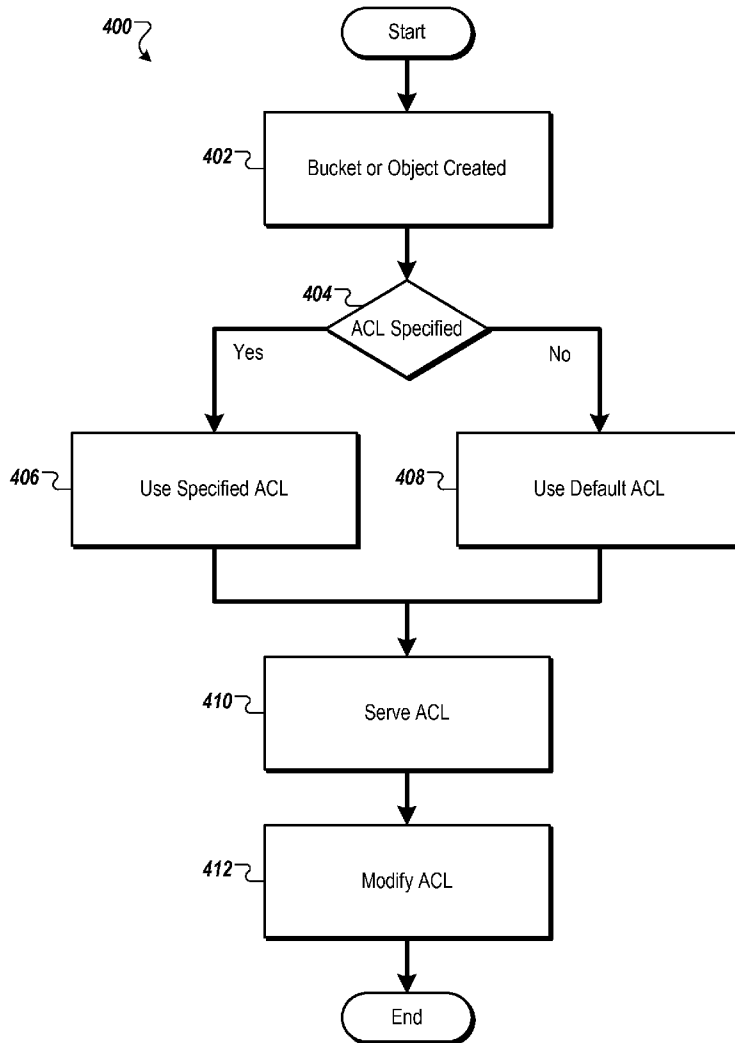 400
Start
402
Bucket or Object Created
404
ACL Specified
Yes
No
406
Use Specified ACL
408
Use Default ACL
410
Serve ACL
412
Modify ACL
End